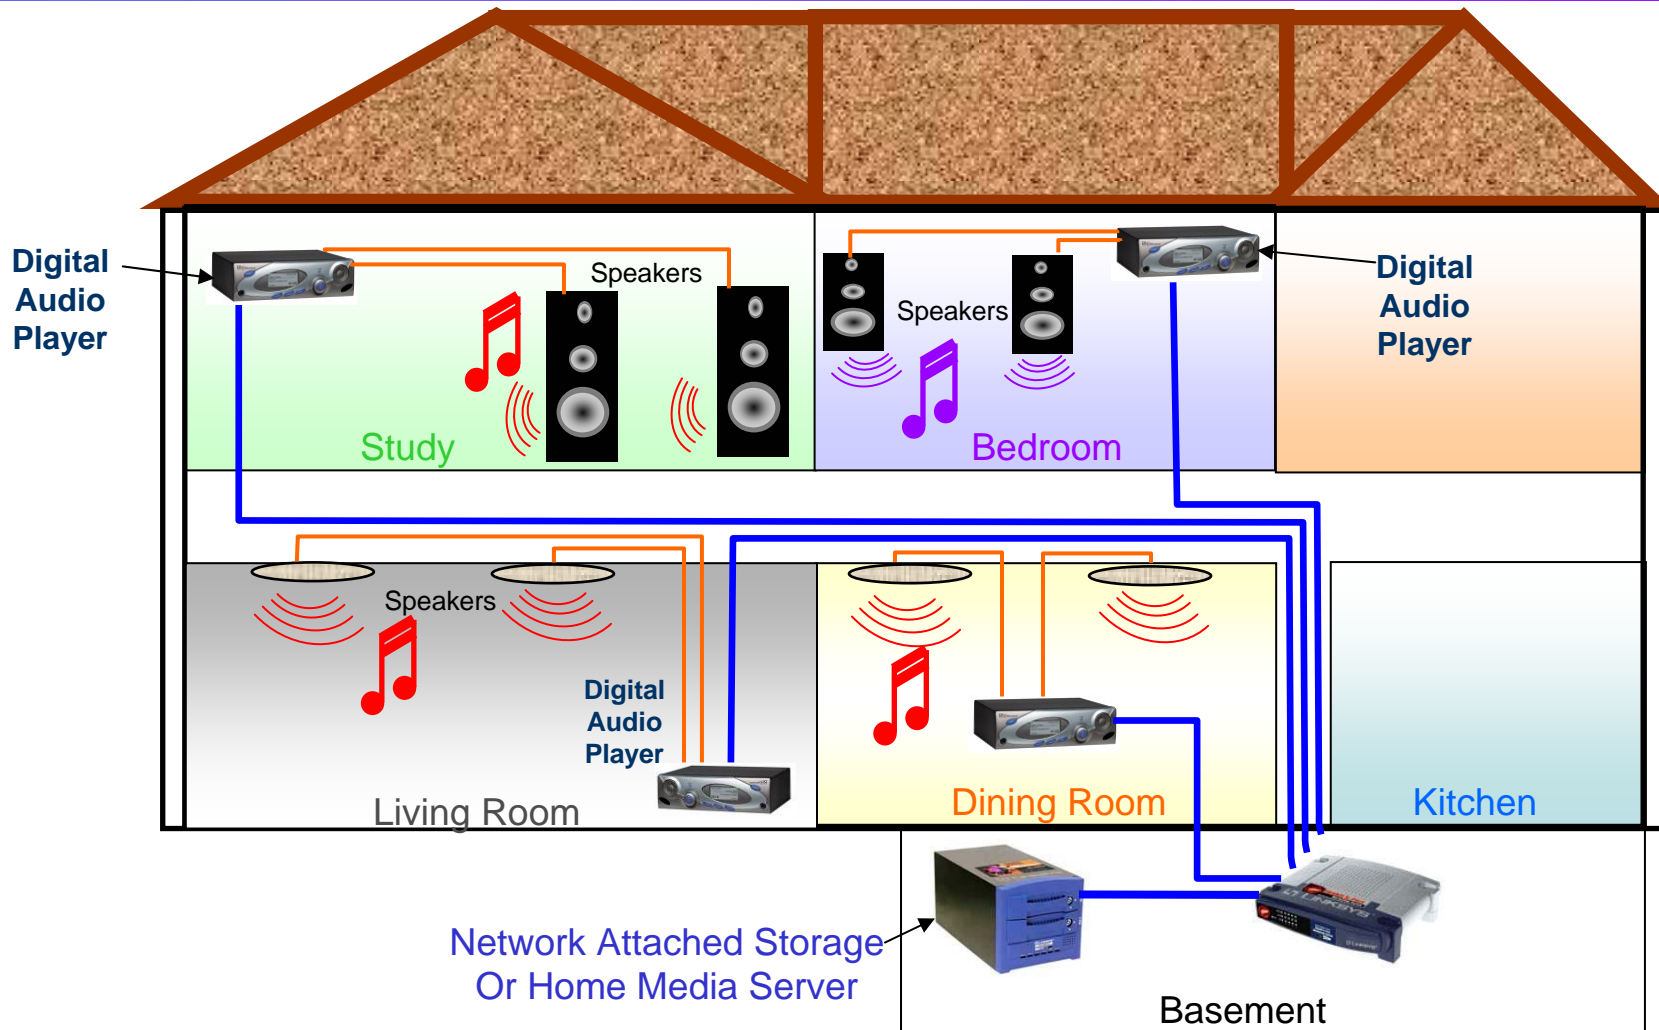 Digital
Audio
Player
Speakers
Study
Speakers
Bedroom
Digital
Audio
Player
Speakers
Digital
Audio
Player
Living Room
Dining Room
Kitchen
LINKSYS
Network Attached Storage
Or Home Media Server
Basement